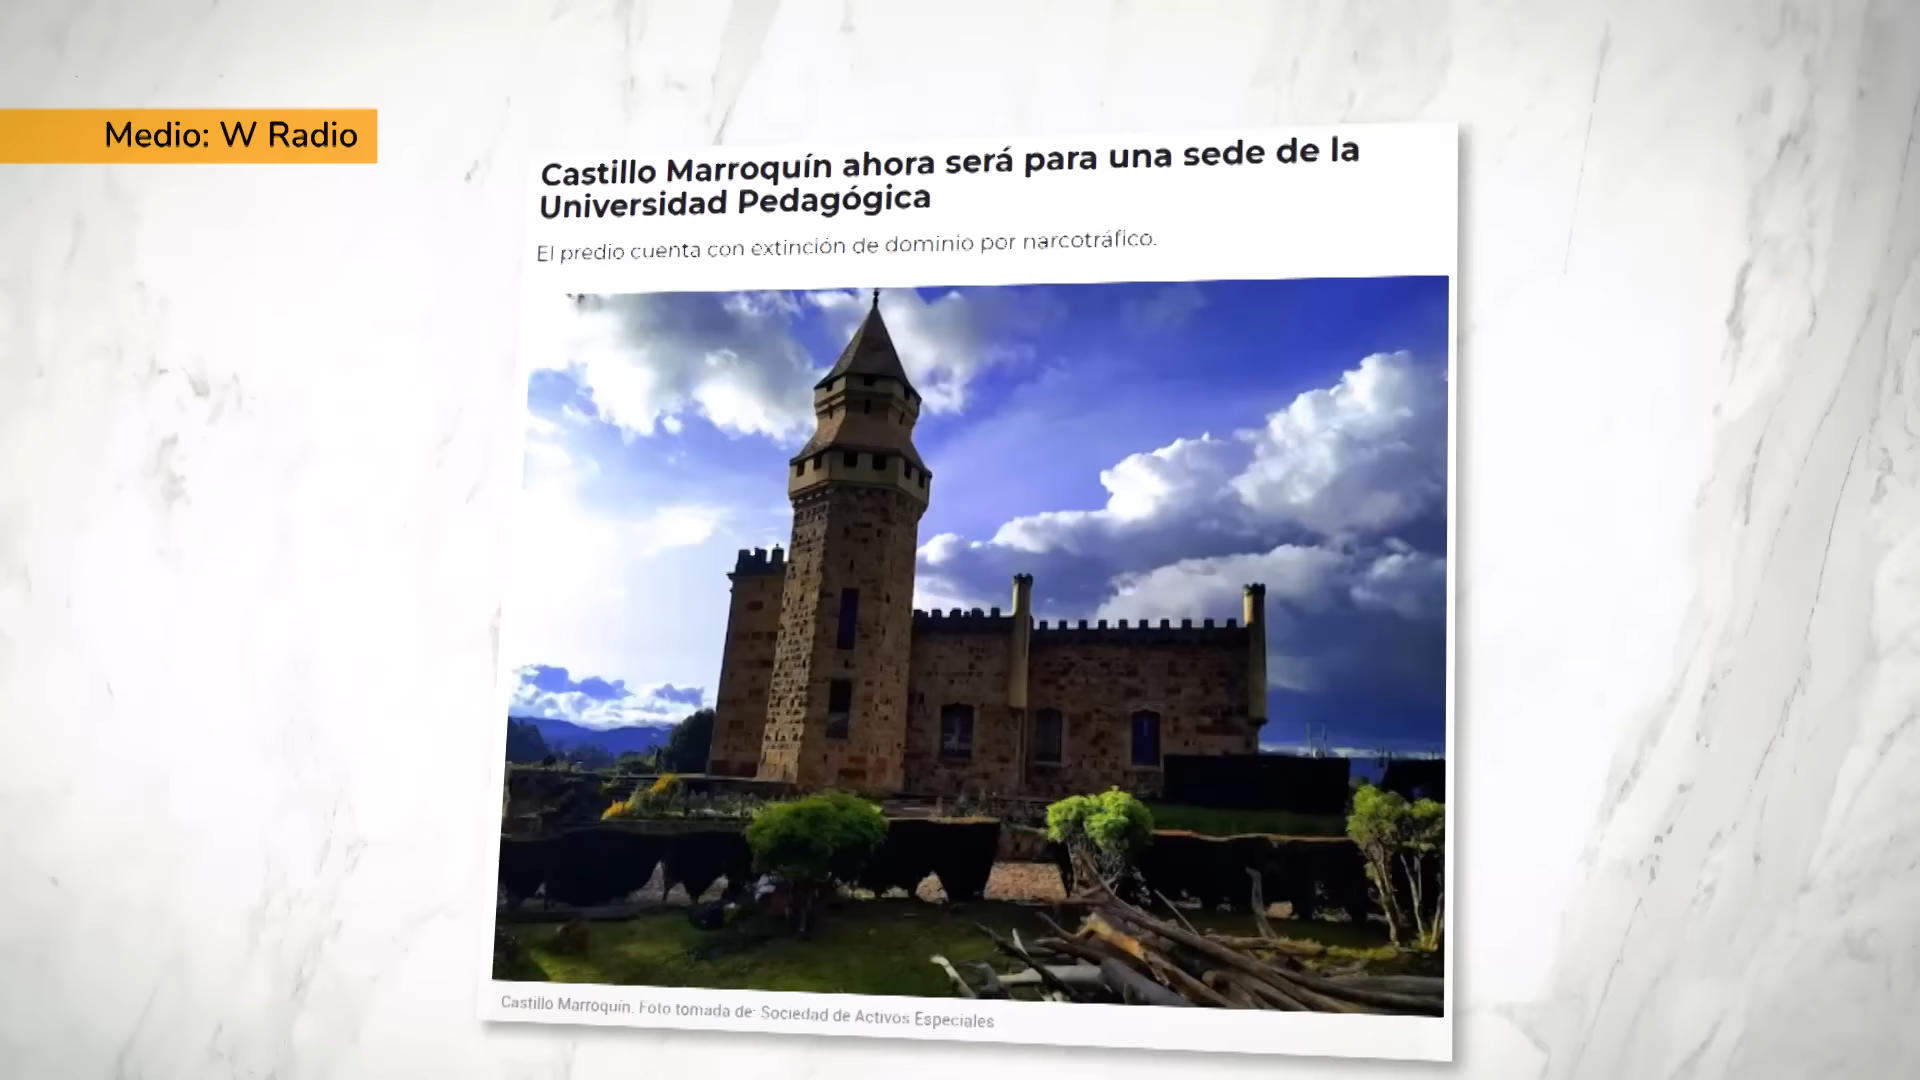 Medio: W Radio
Castillo Marroquín ahora será para una sede de la
Universidad Pedagógica
El predio cuenta con extinción de dominio por narcotráfico.
Castillo Marroquín. Foto tomada de: Sociedad de Activos Especiales